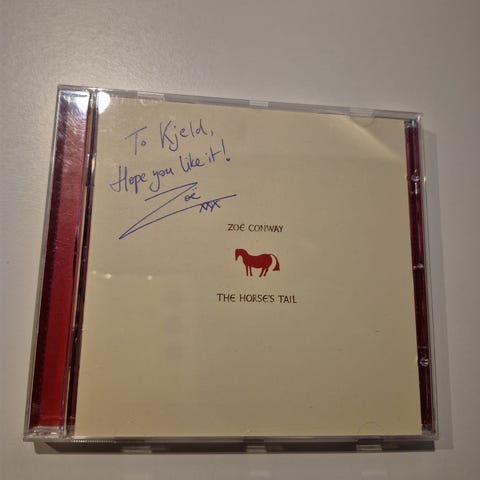 To Kjeld,
Hope you like it!
Zoë xxx
ZOË CONWAY
THE HORSE'S TAIL